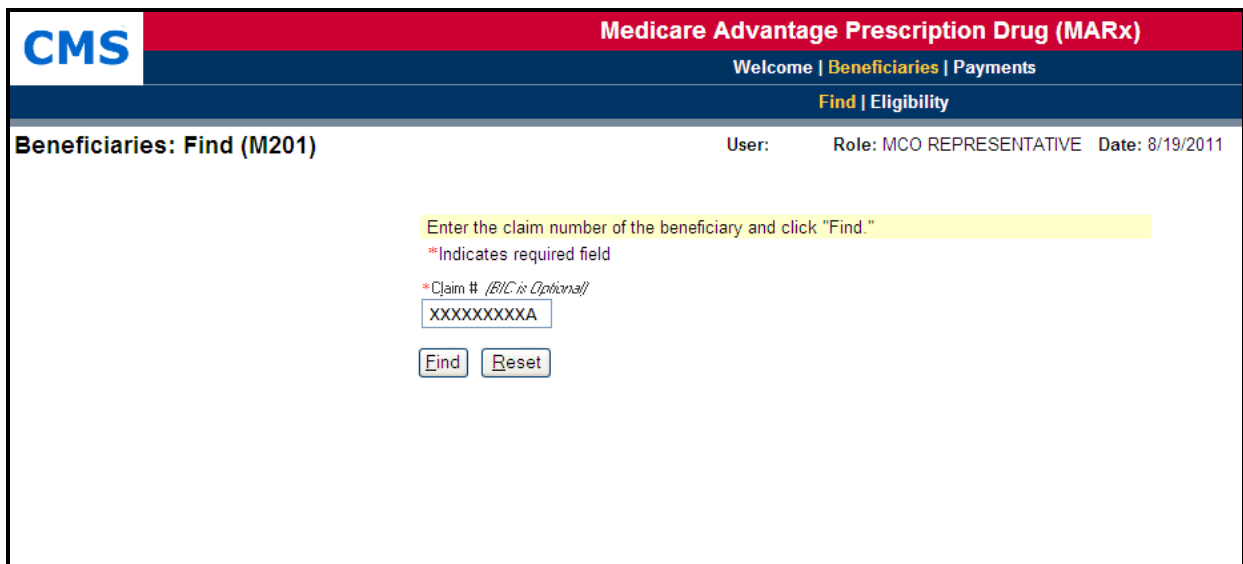 CMS
Medicare Advantage Prescription Drug (MARx)
Welcome | Beneficiaries | Payments
Find | Eligibility
Beneficiaries: Find (M201)
User: Role: MCO REPRESENTATIVE Date: 8/19/2011
Enter the claim number of the beneficiary and click "Find."
*Indicates required field
*Claim # (BIC is Optional)
XXXXXXXXXA
Find Reset